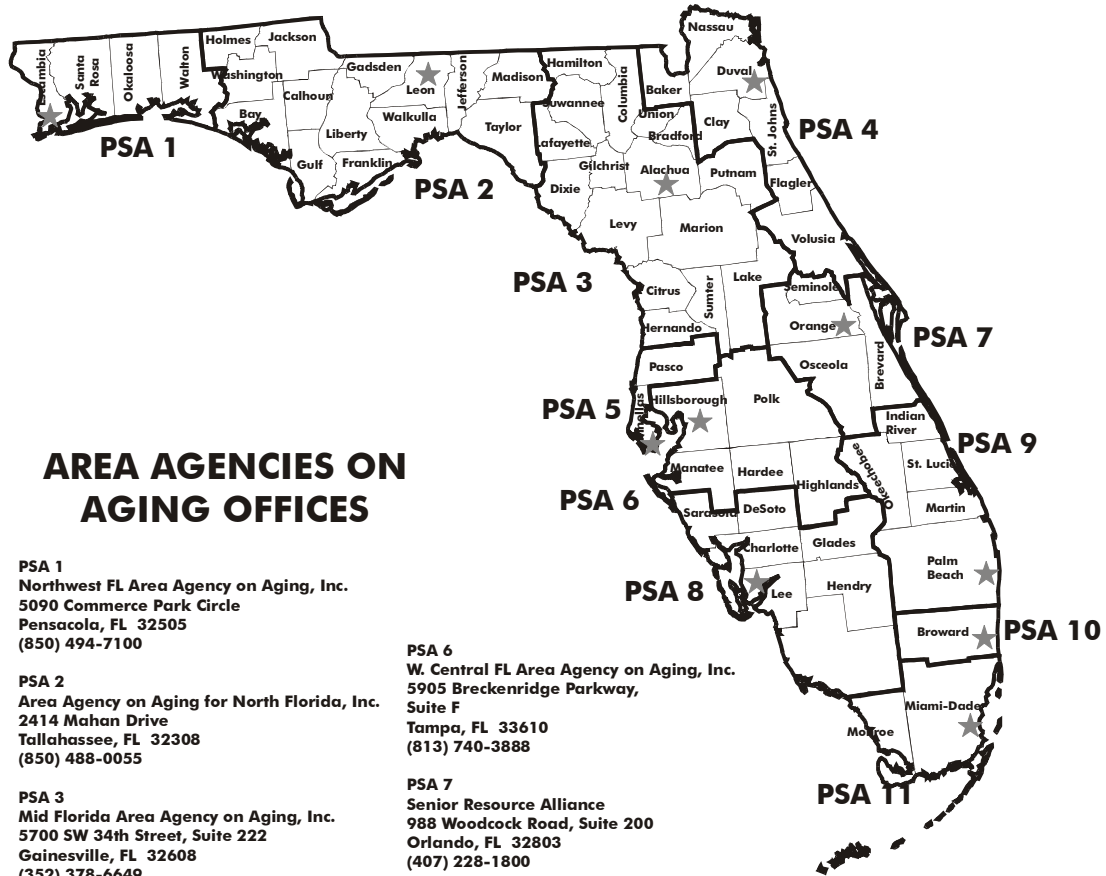 Nassau
Holmes
Jackson
Escambia
Santa
Rosa
Okaloosa
Walton
Washington
Gadsden
Leon
Jefferson
Madison
Hamilton
Columbia
Baker
Duval
Calhoun
Bay
Liberty
Walkulla
Taylor
Suwannee
Lafayette
Union
Bradford
Clay
St. Johns
PSA 4
PSA 1
Gulf
Franklin
PSA 2
Dixie
Gilchrist
Alachua
Putnam
Flagler
Levy
Marion
Volusia
PSA 3
Citrus
Sumter
Lake
Seminole
Hernando
Orange
PSA 7
Pasco
Osceola
Brevard
PSA 5
Pinellas
Hillsborough
Polk
Indian
River
PSA 9
AREA AGENCIES ON
AGING OFFICES
Manatee
Hardee
Highlands
Okeechobee
St. Lucie
PSA 6
Sarasota
DeSoto
Martin
Charlotte
Glades
Palm
Beach
PSA 8
Lee
Hendry
Broward
PSA 10
Miami-Dade
Monroe
PSA 11
PSA 1
Northwest FL Area Agency on Aging, Inc.
5090 Commerce Park Circle
Pensacola, FL 32505
(850) 494-7100
PSA 2
Area Agency on Aging for North Florida, Inc.
2414 Mahan Drive
Tallahassee, FL 32308
(850) 488-0055
PSA 3
Mid Florida Area Agency on Aging, Inc.
5700 SW 34th Street, Suite 222
Gainesville, FL 32608
(352) 378-6649
PSA 6
W. Central FL Area Agency on Aging, Inc.
5905 Breckenridge Parkway,
Suite F
Tampa, FL 33610
(813) 740-3888
PSA 7
Senior Resource Alliance
988 Woodcock Road, Suite 200
Orlando, FL 32803
(407) 228-1800